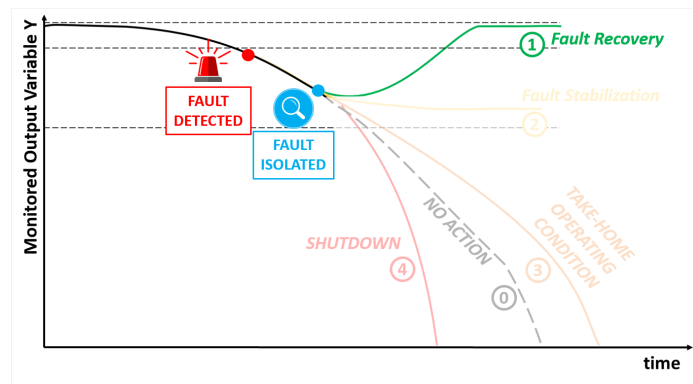 Monitored Output Variable Y
FAULT
DETECTED
FAULT
ISOLATED
1
Fault Recovery
Fault Stabilization
2
TAKE-HOME
OPERATING
CONDITION
3
NO ACTION
0
SHUTDOWN
4
time